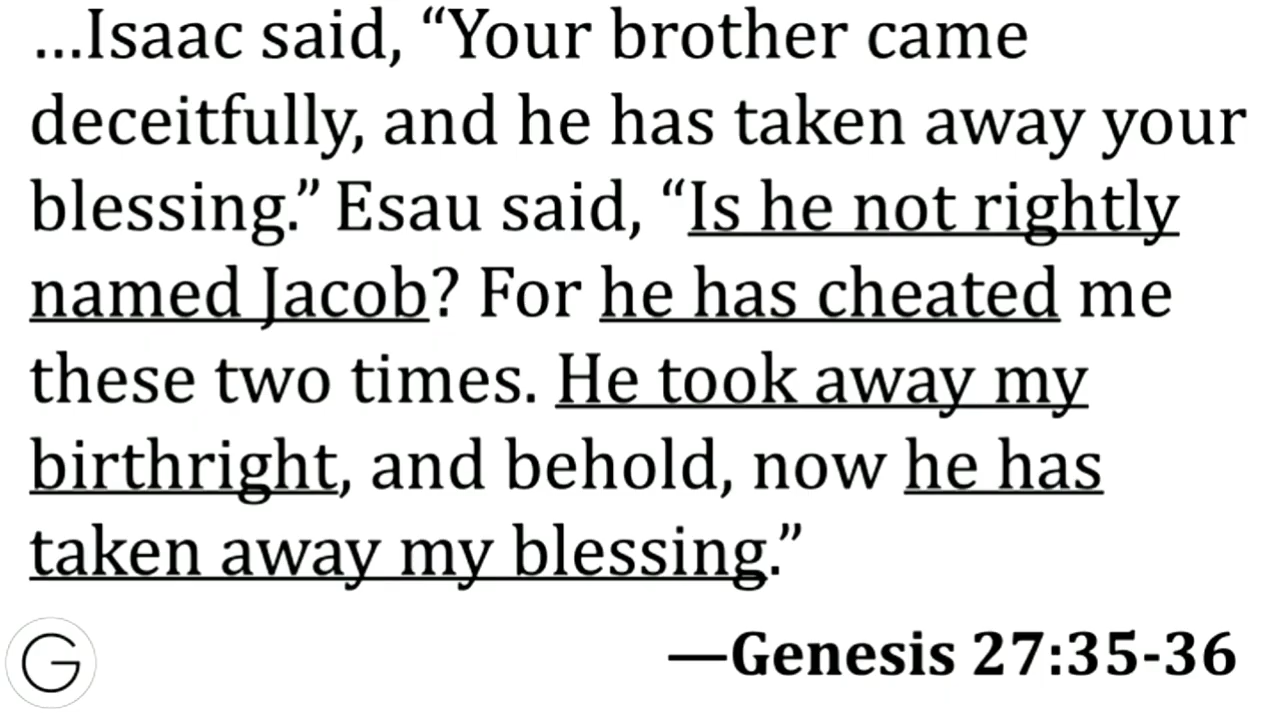 …Isaac said, “Your brother came
deceitfully, and he has taken away your
blessing.” Esau said, “Is he not rightly
named Jacob? For he has cheated me
these two times. He took away my
birthright, and behold, now he has
taken away my blessing.”
—Genesis 27:35-36
G